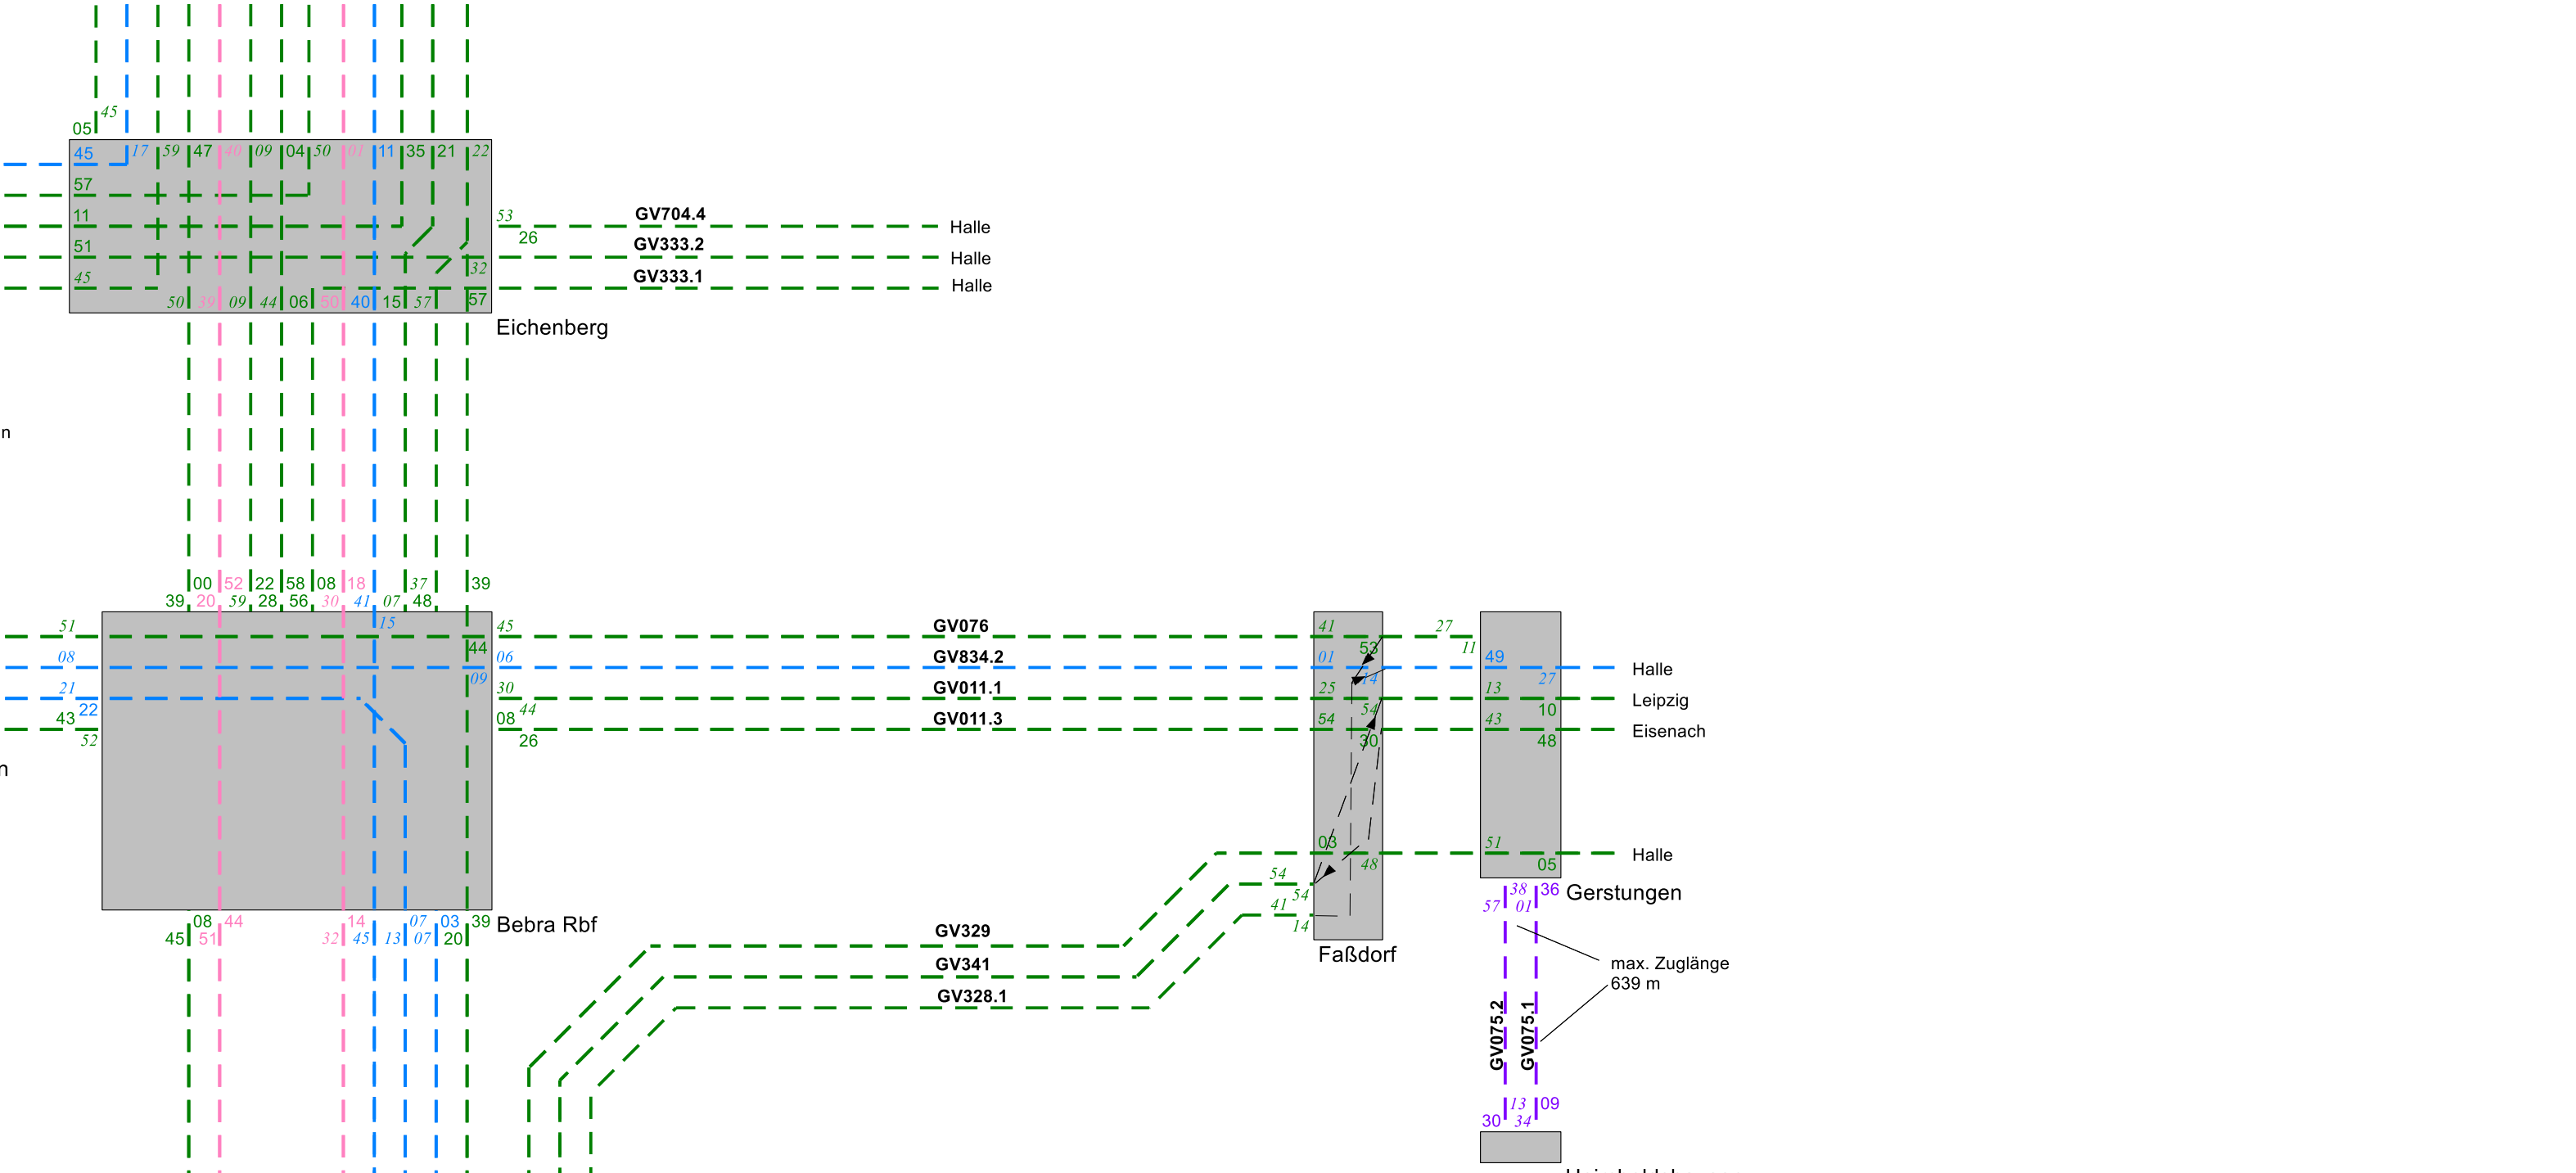 45
05
45 17 59 47 40 09 04 50 01 11 35 21 22
57
11
51
45
53 GV704.4 Halle
26
GV333.2 Halle
32
GV333.1 Halle
50 39 09 44 06 50 40 15 57 57
Eichenberg
n
00 52 22 58 08 18 37 39
39 20 59 28 56 30 41 07 48
51 15 45 GV076 41 27
44 53 11
08 06 GV834.2 01 49 Halle
09 14 27
21 30 GV011.1 25 13 Leipzig
22 44 54 10
43 08 GV011.3 54 43 Eisenach
52 26 30 48
n
03 51 Halle
48 05
54
54
41
14
08 44 14 07 03 39
45 51 32 45 13 07 20
Bebra Rbf
GV329
GV341
GV328.1
Faßdorf
38 36 Gerstungen
57 01
max. Zuglänge
639 m
GV075.2
GV075.1
13 09
30 34